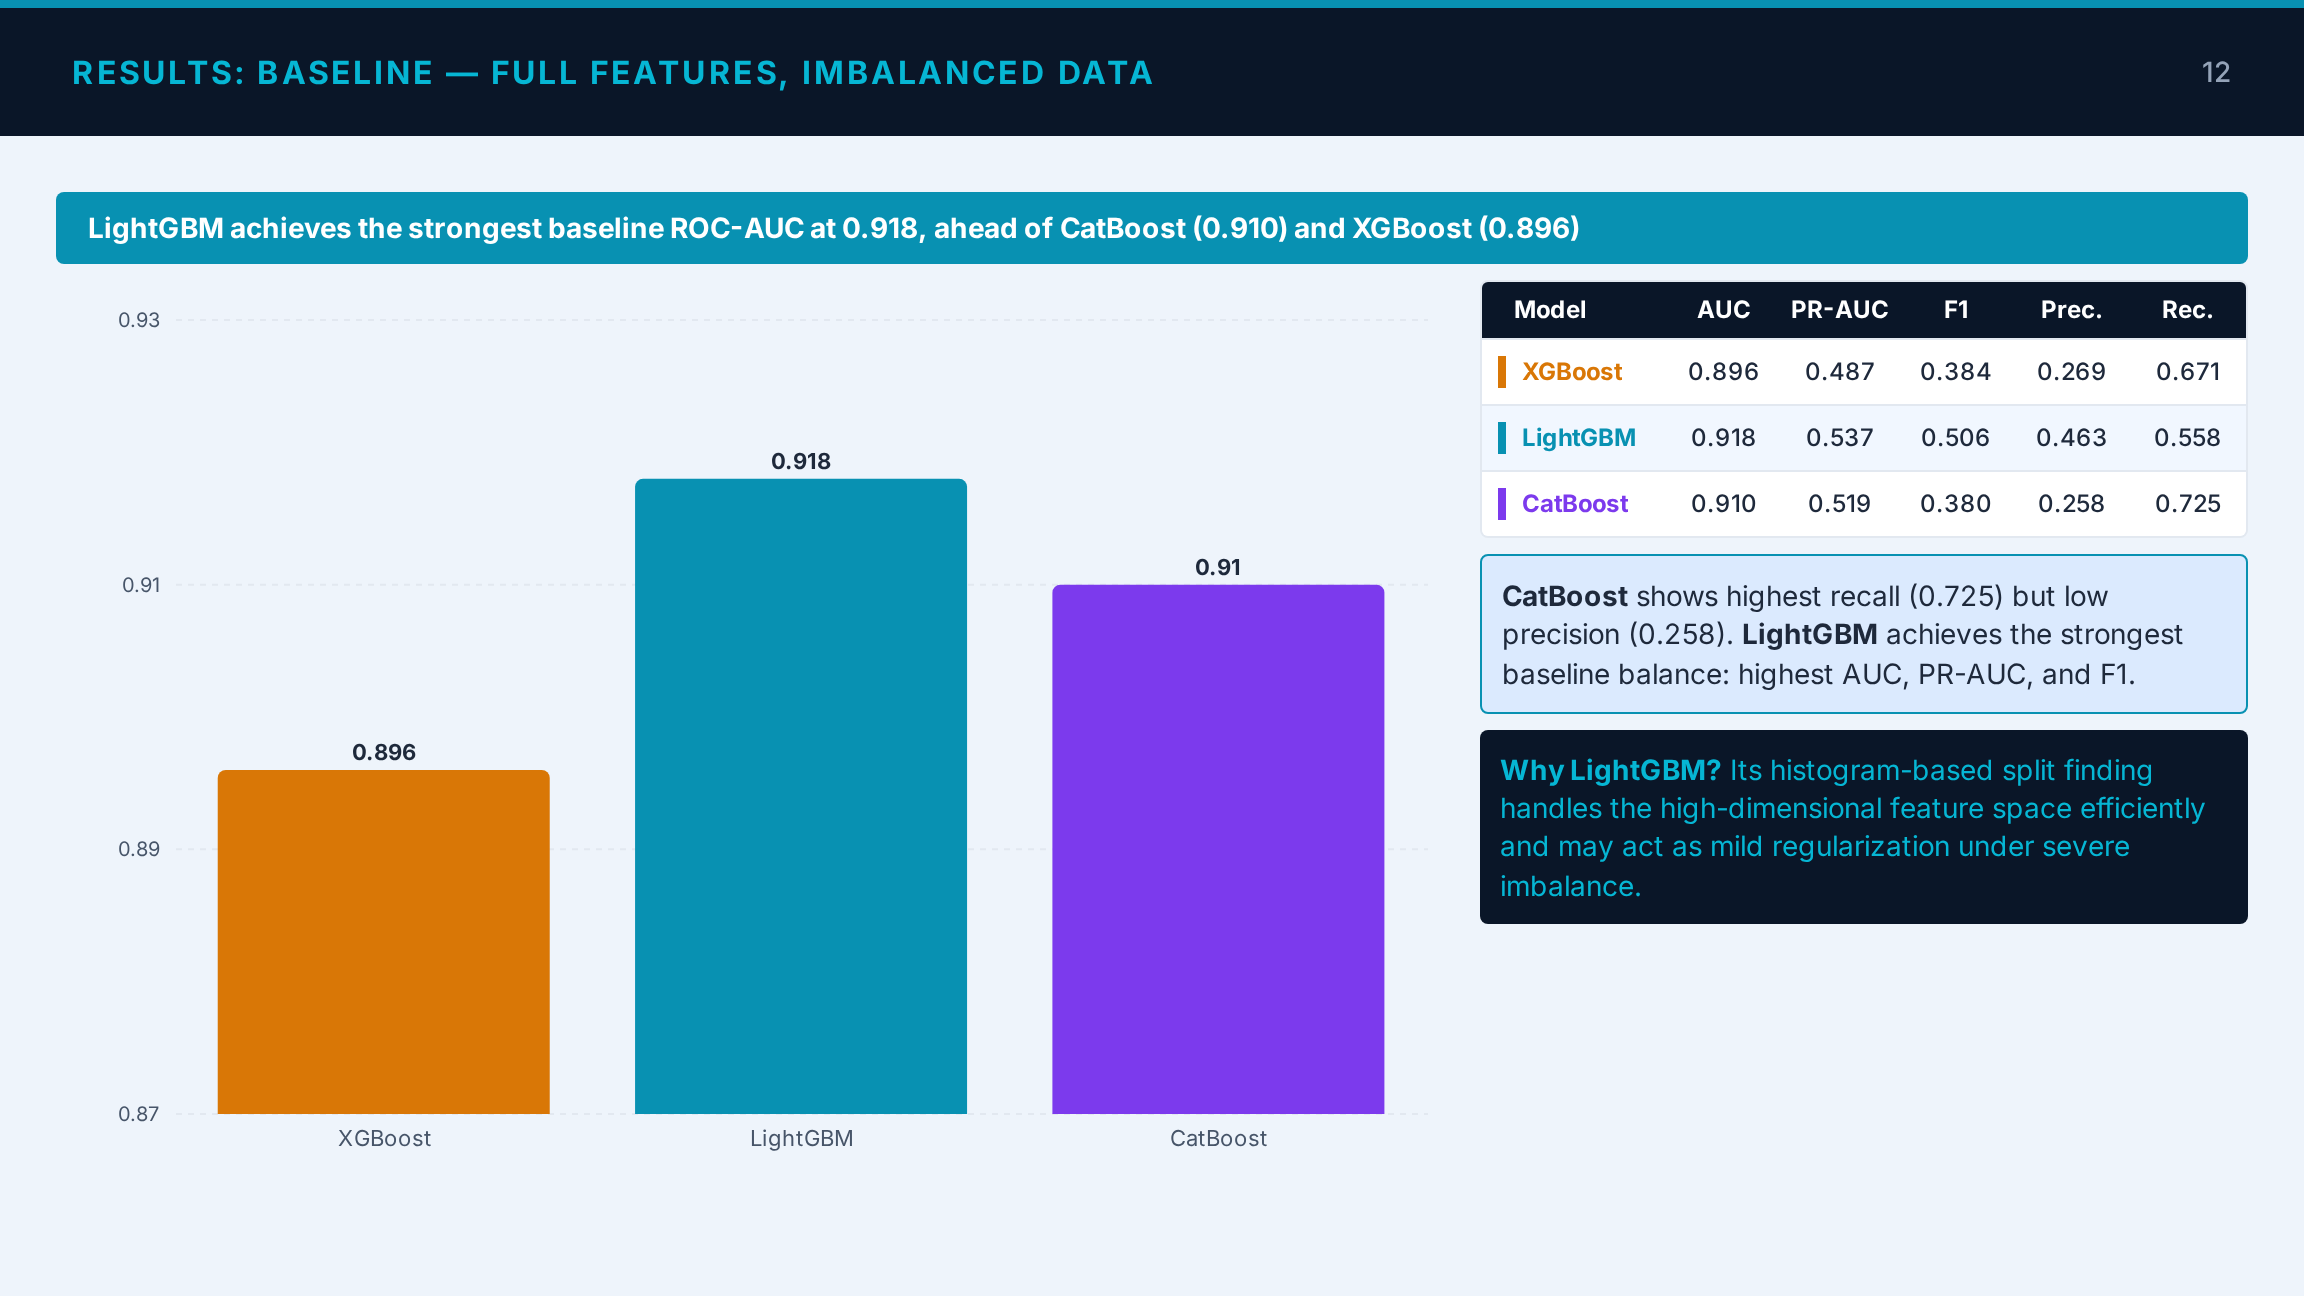 RESULTS: BASELINE — FULL FEATURES, IMBALANCED DATA
12
LightGBM achieves the strongest baseline ROC-AUC at 0.918, ahead of CatBoost (0.910) and XGBoost (0.896)
0.93
0.91
0.89
0.87
0.896
0.918
0.91
XGBoost
LightGBM
CatBoost
Model AUC PR-AUC F1 Prec. Rec.
XGBoost 0.896 0.487 0.384 0.269 0.671
LightGBM 0.918 0.537 0.506 0.463 0.558
CatBoost 0.910 0.519 0.380 0.258 0.725
CatBoost shows highest recall (0.725) but low
precision (0.258). LightGBM achieves the strongest
baseline balance: highest AUC, PR-AUC, and F1.
Why LightGBM? Its histogram-based split finding
handles the high-dimensional feature space efficiently
and may act as mild regularization under severe
imbalance.